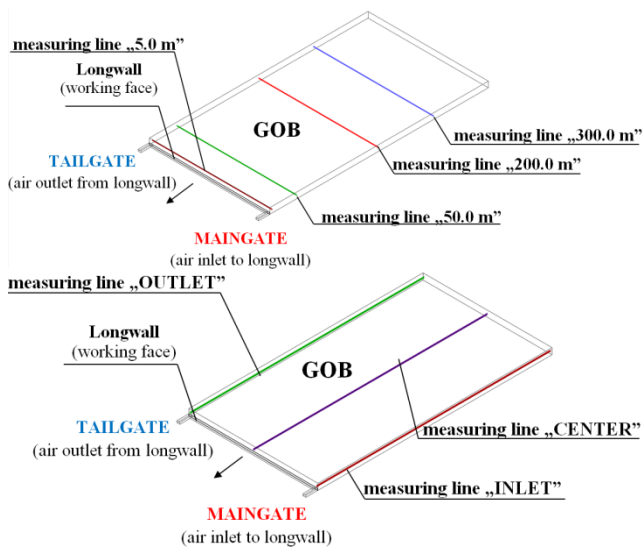 measuring line „5.0 m”
Longwall
(working face)
GOB
measuring line „300.0 m”
TAILGATE
measuring line „200.0 m”
(air outlet from longwall)
measuring line „50.0 m”
MAINGATE
(air inlet to longwall)
measuring line „OUTLET”
Longwall
(working face)
GOB
TAILGATE
measuring line „CENTER”
(air outlet from longwall)
measuring line „INLET”
MAINGATE
(air inlet to longwall)